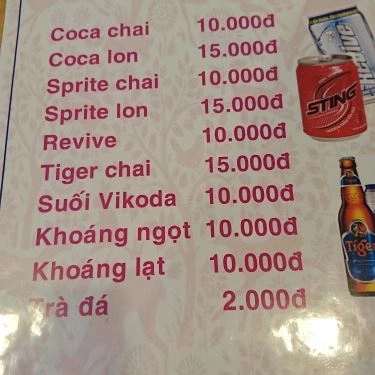 Coca chai 10.000đ
Coca lon 15.000đ
Sprite chai 10.000đ
Sprite lon 15.000đ
Revive 10.000đ
Tiger chai 15.000đ
Suối Vikoda 10.000đ
Khoáng ngọt 10.000đ
Khoáng lạt 10.000đ
Trà đá 2.000đ
STING
Tiger